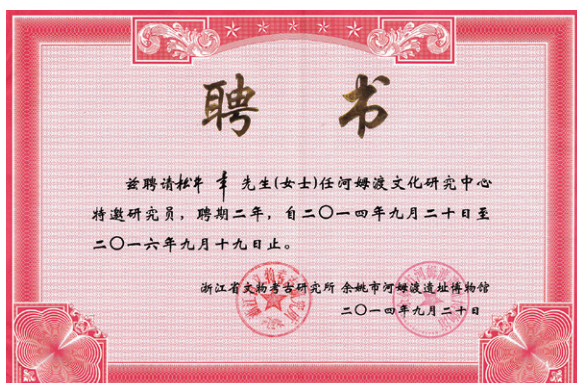 聘书
兹聘请 先生(女士)任河姆渡文化研究中心
特邀研究员，聘期二年，自二〇一四年九月二十日至
二〇一六年九月十九日止。
浙江省文物考古研究所 余姚市河姆渡遗址博物馆
二〇一四年九月二十日